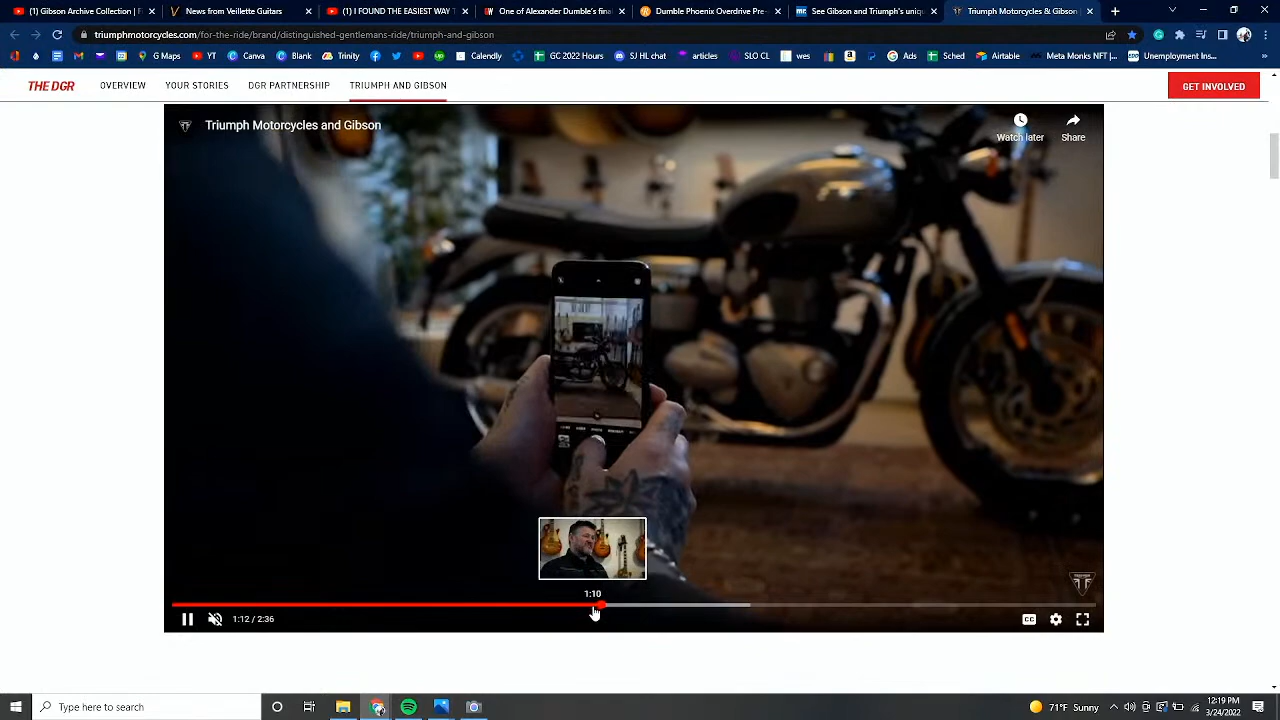 (1) Gibson Archive Collection: F
News from Veillette Guitars
(1) I FOUND THE EASIEST WAY T
One of Alexander Dumble's fine
Dumble Phoenix Overdrive Prea
See Gibson and Triumph's uniqu
Triumph Motorcycles & Gibson
triumphmotorcycles.com/for-the-ride/brand/distinguished-gentlemans-ride/triumph-and-gibson
G Maps
YT
Canva
Bank
Trinity
Calendly
GC 2022 Hours
SJ HL chat
articles
SLO CL
wes
Ads
Sched
Airtable
Meta Monks NFT |...
Unemployment Ins...
THE DGR
OVERVIEW
YOUR STORIES
DGR PARTNERSHIP
TRIUMPH AND GIBSON
GET INVOLVED
Triumph Motorcycles and Gibson
Watch later
Share
1:10
1:12 / 2:36
CC
Type here to search
71°F Sunny
12:19 PM
3/24/2022